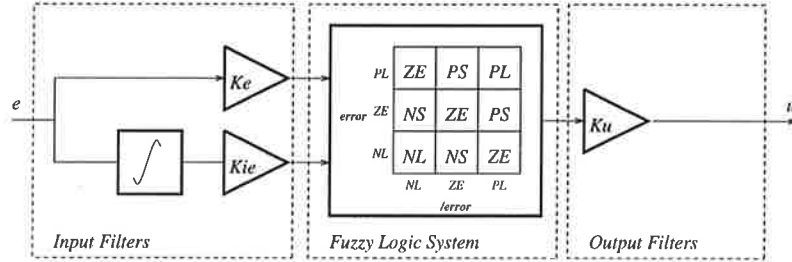 e
Ke
Kie
PL ZE PS PL
error ZE NS ZE PS
NL NL NS ZE
NL ZE PL
/error
Ku
Input Filters
Fuzzy Logic System
Output Filters